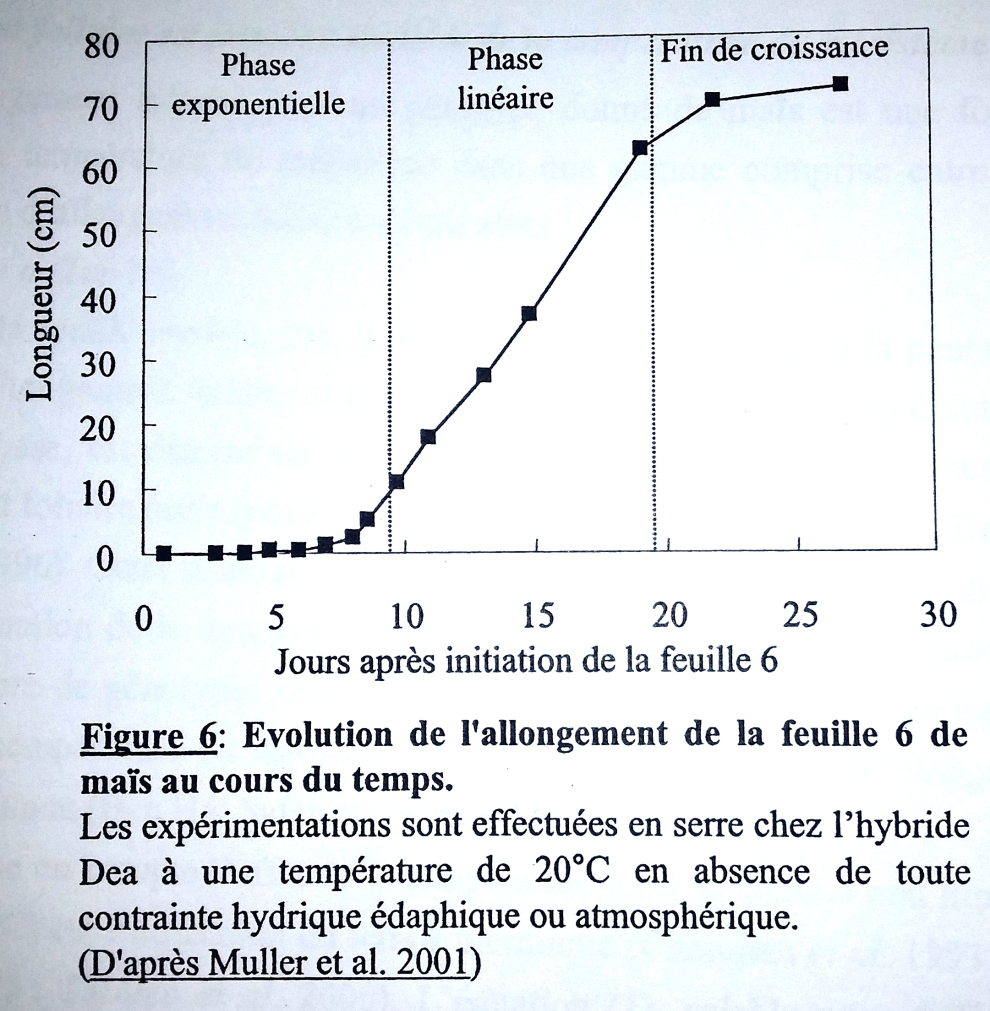 80
70
60
50
40
30
20
10
0
Longueur (cm)
Phase
exponentielle
Phase
linéaire
Fin de croissance
0 5 10 15 20 25 30
Jours après initiation de la feuille 6
Figure 6: Evolution de l'allongement de la feuille 6 de
maïs au cours du temps.
Les expérimentations sont effectuées en serre chez l'hybride
Dea à une température de 20°C en absence de toute
contrainte hydrique édaphique ou atmosphérique.
(D'après Muller et al. 2001)